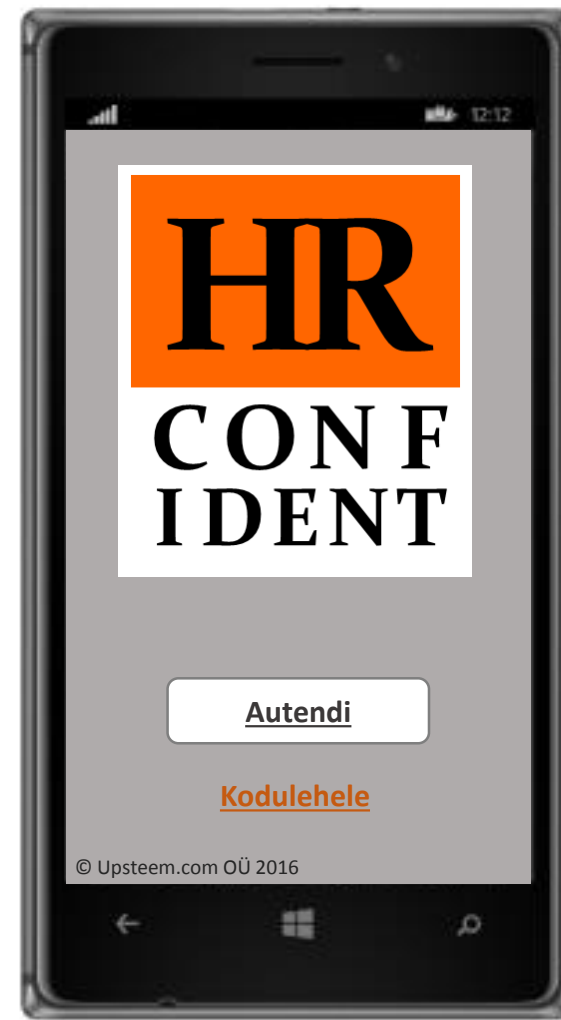 12:12
HR
CONF
IDENT
Autendi
Kodulehele
© Upsteem.com OÜ 2016